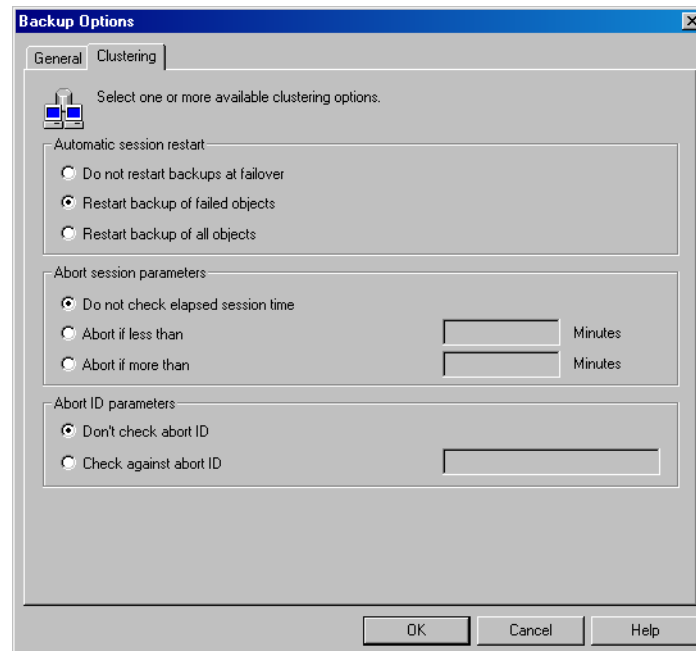 Backup Options
General Clustering
Select one or more available clustering options.
Automatic session restart
Do not restart backups at failover
Restart backup of failed objects
Restart backup of all objects
Abort session parameters
Do not check elapsed session time
Abort if less than Minutes
Abort if more than Minutes
Abort ID parameters
Don't check abort ID
Check against abort ID
OK Cancel Help